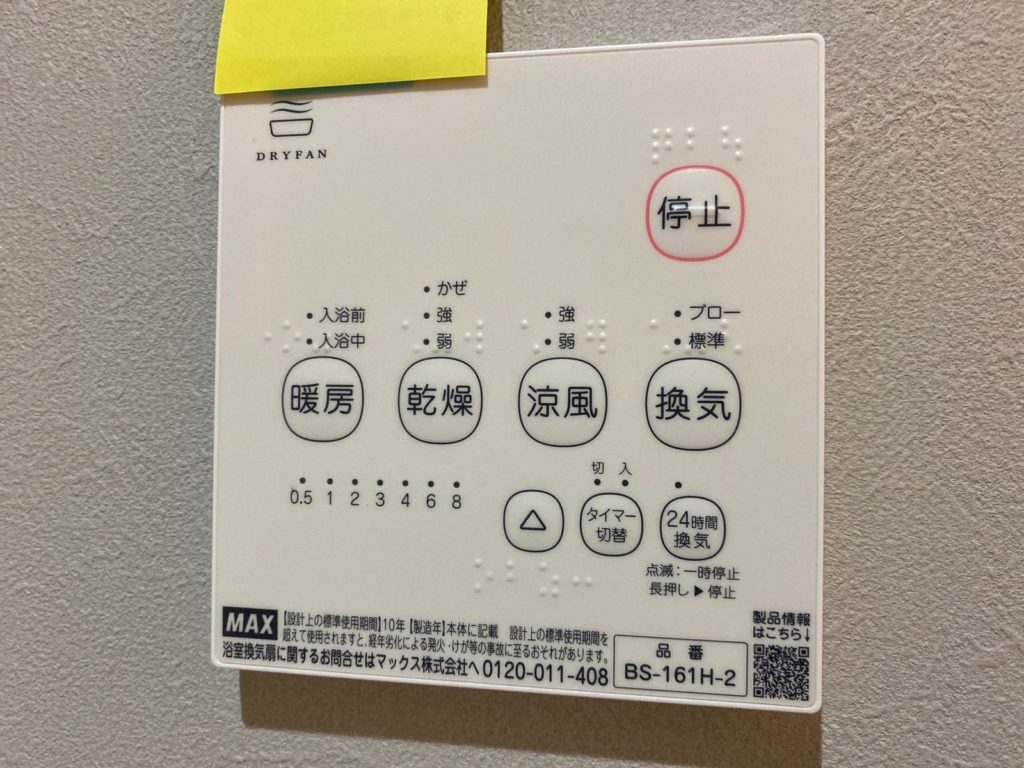 DRYFAN
停止
かぜ
入浴前 強 強 ブロー
入浴中 弱 弱 標準
暖房 乾燥 涼風 換気
切 入
0.5 1 2 3 4 6 8
△ タイマー切替 24時間換気
点滅:一時停止
長押し▶停止
製品情報
はこちら↓
MAX 【設計上の標準使用期間】10年【製造年】本体に記載 設計上の標準使用期間を
超えて使用されますと、経年劣化による発火・けが等の事故に至るおそれがあります。
浴室換気扇に関するお問合せはマックス株式会社へ 0120-011-408
品番
BS-161H-2